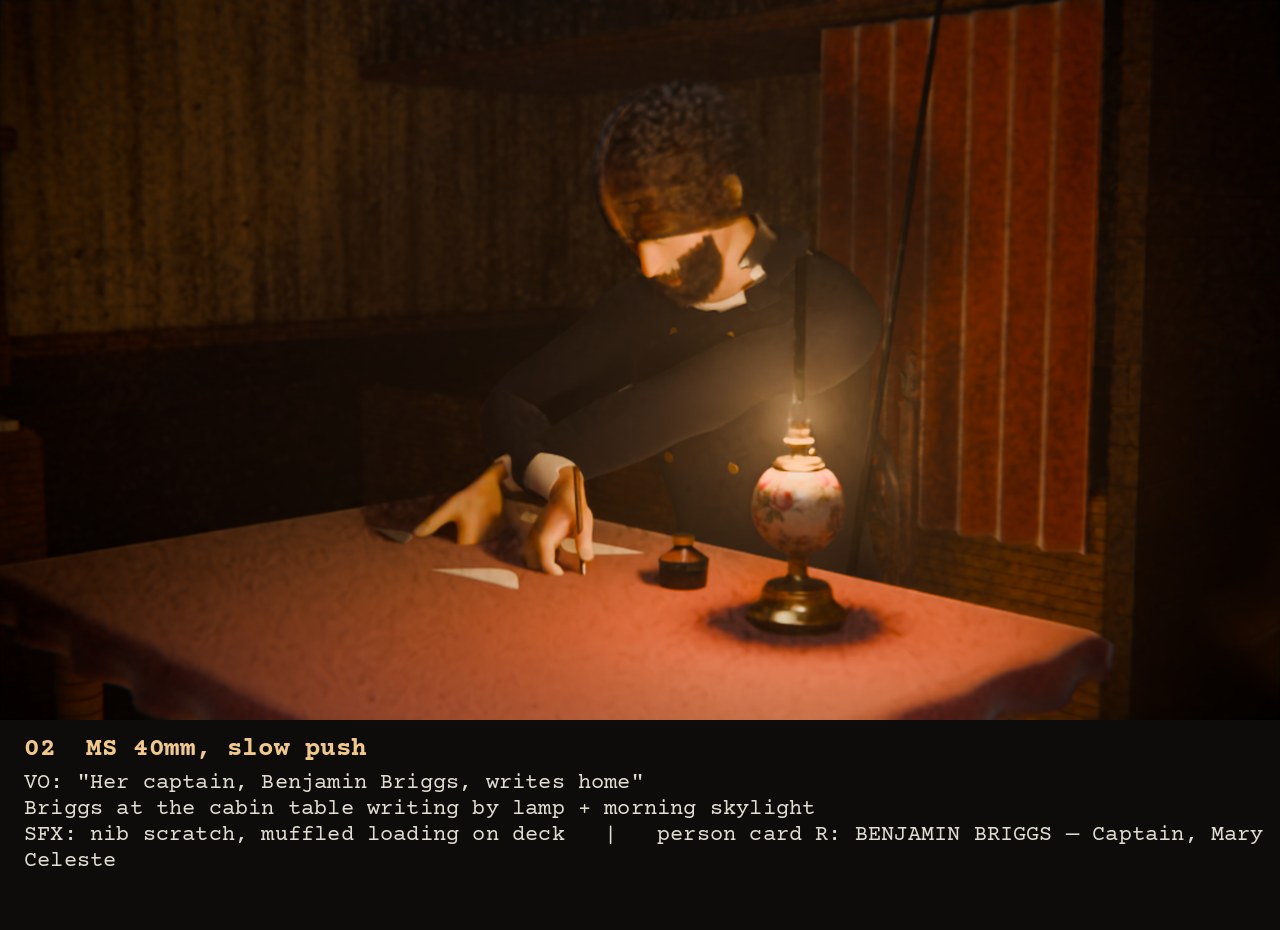 02  MS 40mm, slow push
VO: "Her captain, Benjamin Briggs, writes home"
Briggs at the cabin table writing by lamp + morning skylight
SFX: nib scratch, muffled loading on deck   |   person card R: BENJAMIN BRIGGS — Captain, Mary
Celeste